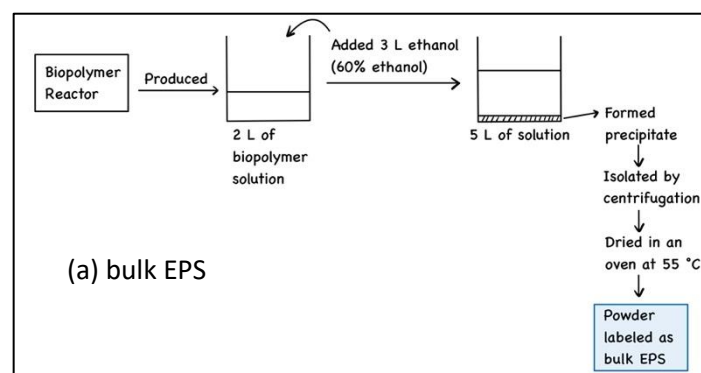 Biopolymer
Reactor
Produced
2 L of
biopolymer
solution
Added 3 L ethanol
(60% ethanol)
5 L of solution
Formed
precipitate
Isolated by
centrifugation
Dried in an
oven at 55 °C
Powder
labeled as
bulk EPS
(a) bulk EPS